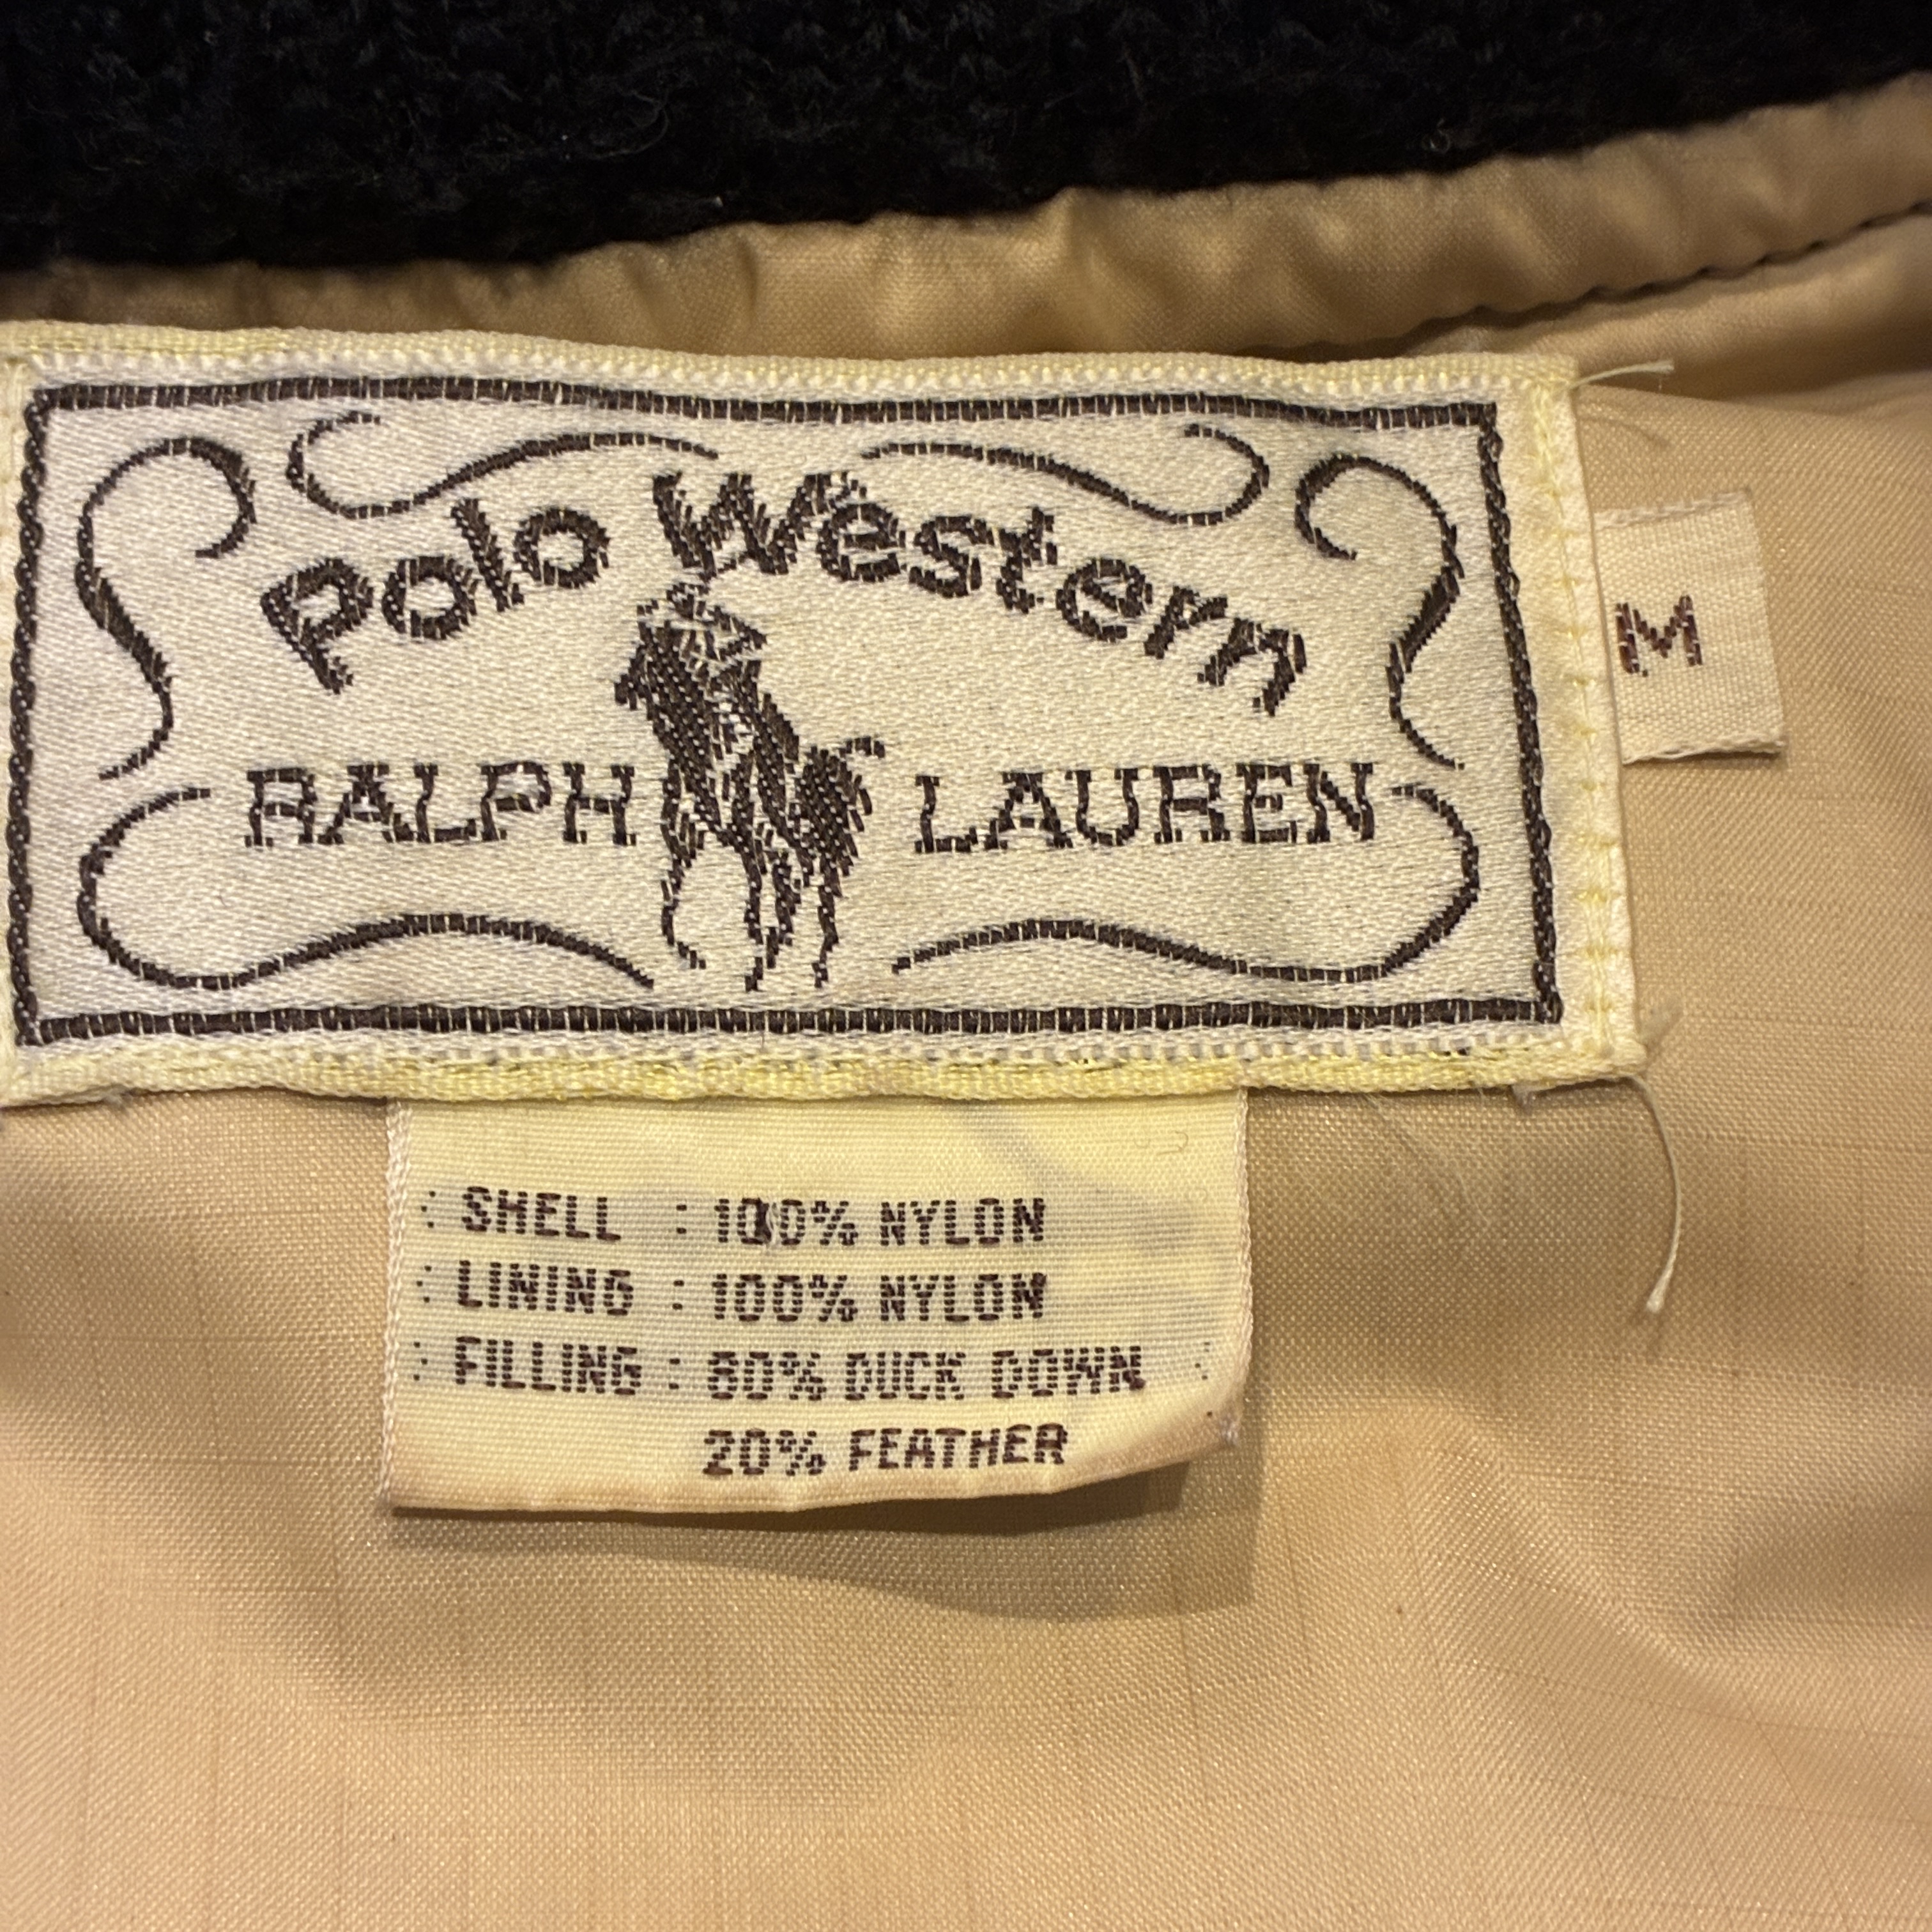 Polo Western
RALPH LAUREN
M
: SHELL : 100% NYLON
: LINING : 100% NYLON
: FILLING : 80% DUCK DOWN :
20% FEATHER